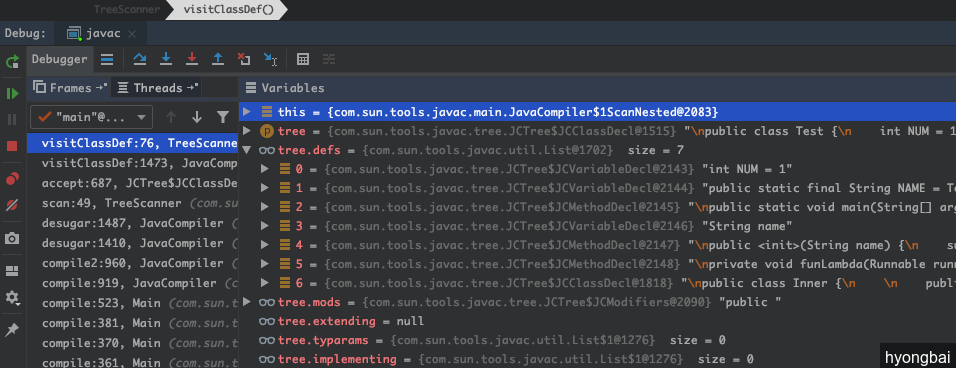 TreeScanner visitClassDef()
Debug: javac
Debugger
Frames Threads Variables
"main"@...
this = {com.sun.tools.javac.main.JavaCompiler$1ScanNested@2083}
visitClassDef:76, TreeScanne
tree = {com.sun.tools.javac.tree.JCTree$JCClassDecl@1515} "\npublic class Test {\n    int NUM = 1
visitClassDef:1473, JavaComp
tree.defs = {com.sun.tools.javac.util.List@1702} size = 7
accept:687, JCTree$JCClassDe
0 = {com.sun.tools.javac.tree.JCTree$JCVariableDecl@2143} "int NUM = 1"
scan:49, TreeScanner (com.su
1 = {com.sun.tools.javac.tree.JCTree$JCVariableDecl@2144} "public static final String NAME = Te
desugar:1487, JavaCompiler (
2 = {com.sun.tools.javac.tree.JCTree$JCMethodDecl@2145} "\npublic static void main(String[] arg
desugar:1410, JavaCompiler (
3 = {com.sun.tools.javac.tree.JCTree$JCVariableDecl@2146} "String name"
compile2:960, JavaCompiler (
4 = {com.sun.tools.javac.tree.JCTree$JCMethodDecl@2147} "\npublic <init>(String name) {\n    su
compile:919, JavaCompiler (c
5 = {com.sun.tools.javac.tree.JCTree$JCMethodDecl@2148} "\nprivate void funLambda(Runnable runn
compile:523, Main (com.sun.t
6 = {com.sun.tools.javac.tree.JCTree$JCClassDecl@1818} "\npublic class Inner {\n    \n    publi
compile:381, Main (com.sun.t
tree.mods = {com.sun.tools.javac.tree.JCTree$JCModifiers@2090} "public "
compile:370, Main (com.sun.t
tree.extending = null
compile:361, Main (com.sun.t
tree.typarams = {com.sun.tools.javac.util.List$1@1276} size = 0
tree.implementing = {com.sun.tools.javac.util.List$1@1276} size = 0
hyongbai